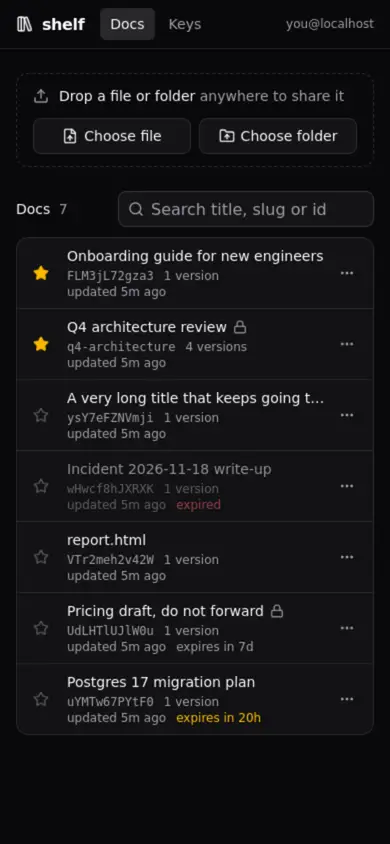 shelf Docs Keys you@localhost
Drop a file or folder anywhere to share it
Choose file Choose folder
Docs 7 Search title, slug or id
Onboarding guide for new engineers
FLM3jL72gza3 1 version
updated 5m ago
Q4 architecture review
q4-architecture 4 versions
updated 5m ago
A very long title that keeps going t...
ysY7eFZNVmji 1 version
updated 5m ago
Incident 2026-11-18 write-up
wHwcf8hJXRXK 1 version
updated 5m ago expired
report.html
VTr2meh2v42W 1 version
updated 5m ago
Pricing draft, do not forward
UdLHTlUJlW0u 1 version
updated 5m ago expires in 7d
Postgres 17 migration plan
uYMTw67PYtF0 1 version
updated 5m ago expires in 20h